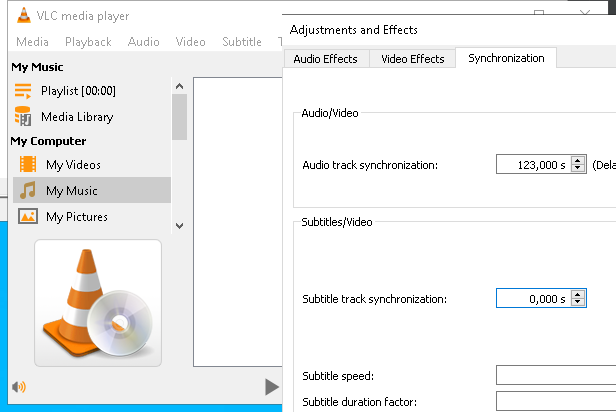 VLC media player
Media Playback Audio Video Subtitle
My Music
Playlist [00:00]
Media Library
My Computer
My Videos
My Music
My Pictures
Adjustments and Effects
Audio Effects Video Effects Synchronization
Audio/Video
Audio track synchronization: 123,000 s
Subtitles/Video
Subtitle track synchronization: 0,000 s
Subtitle speed:
Subtitle duration factor: